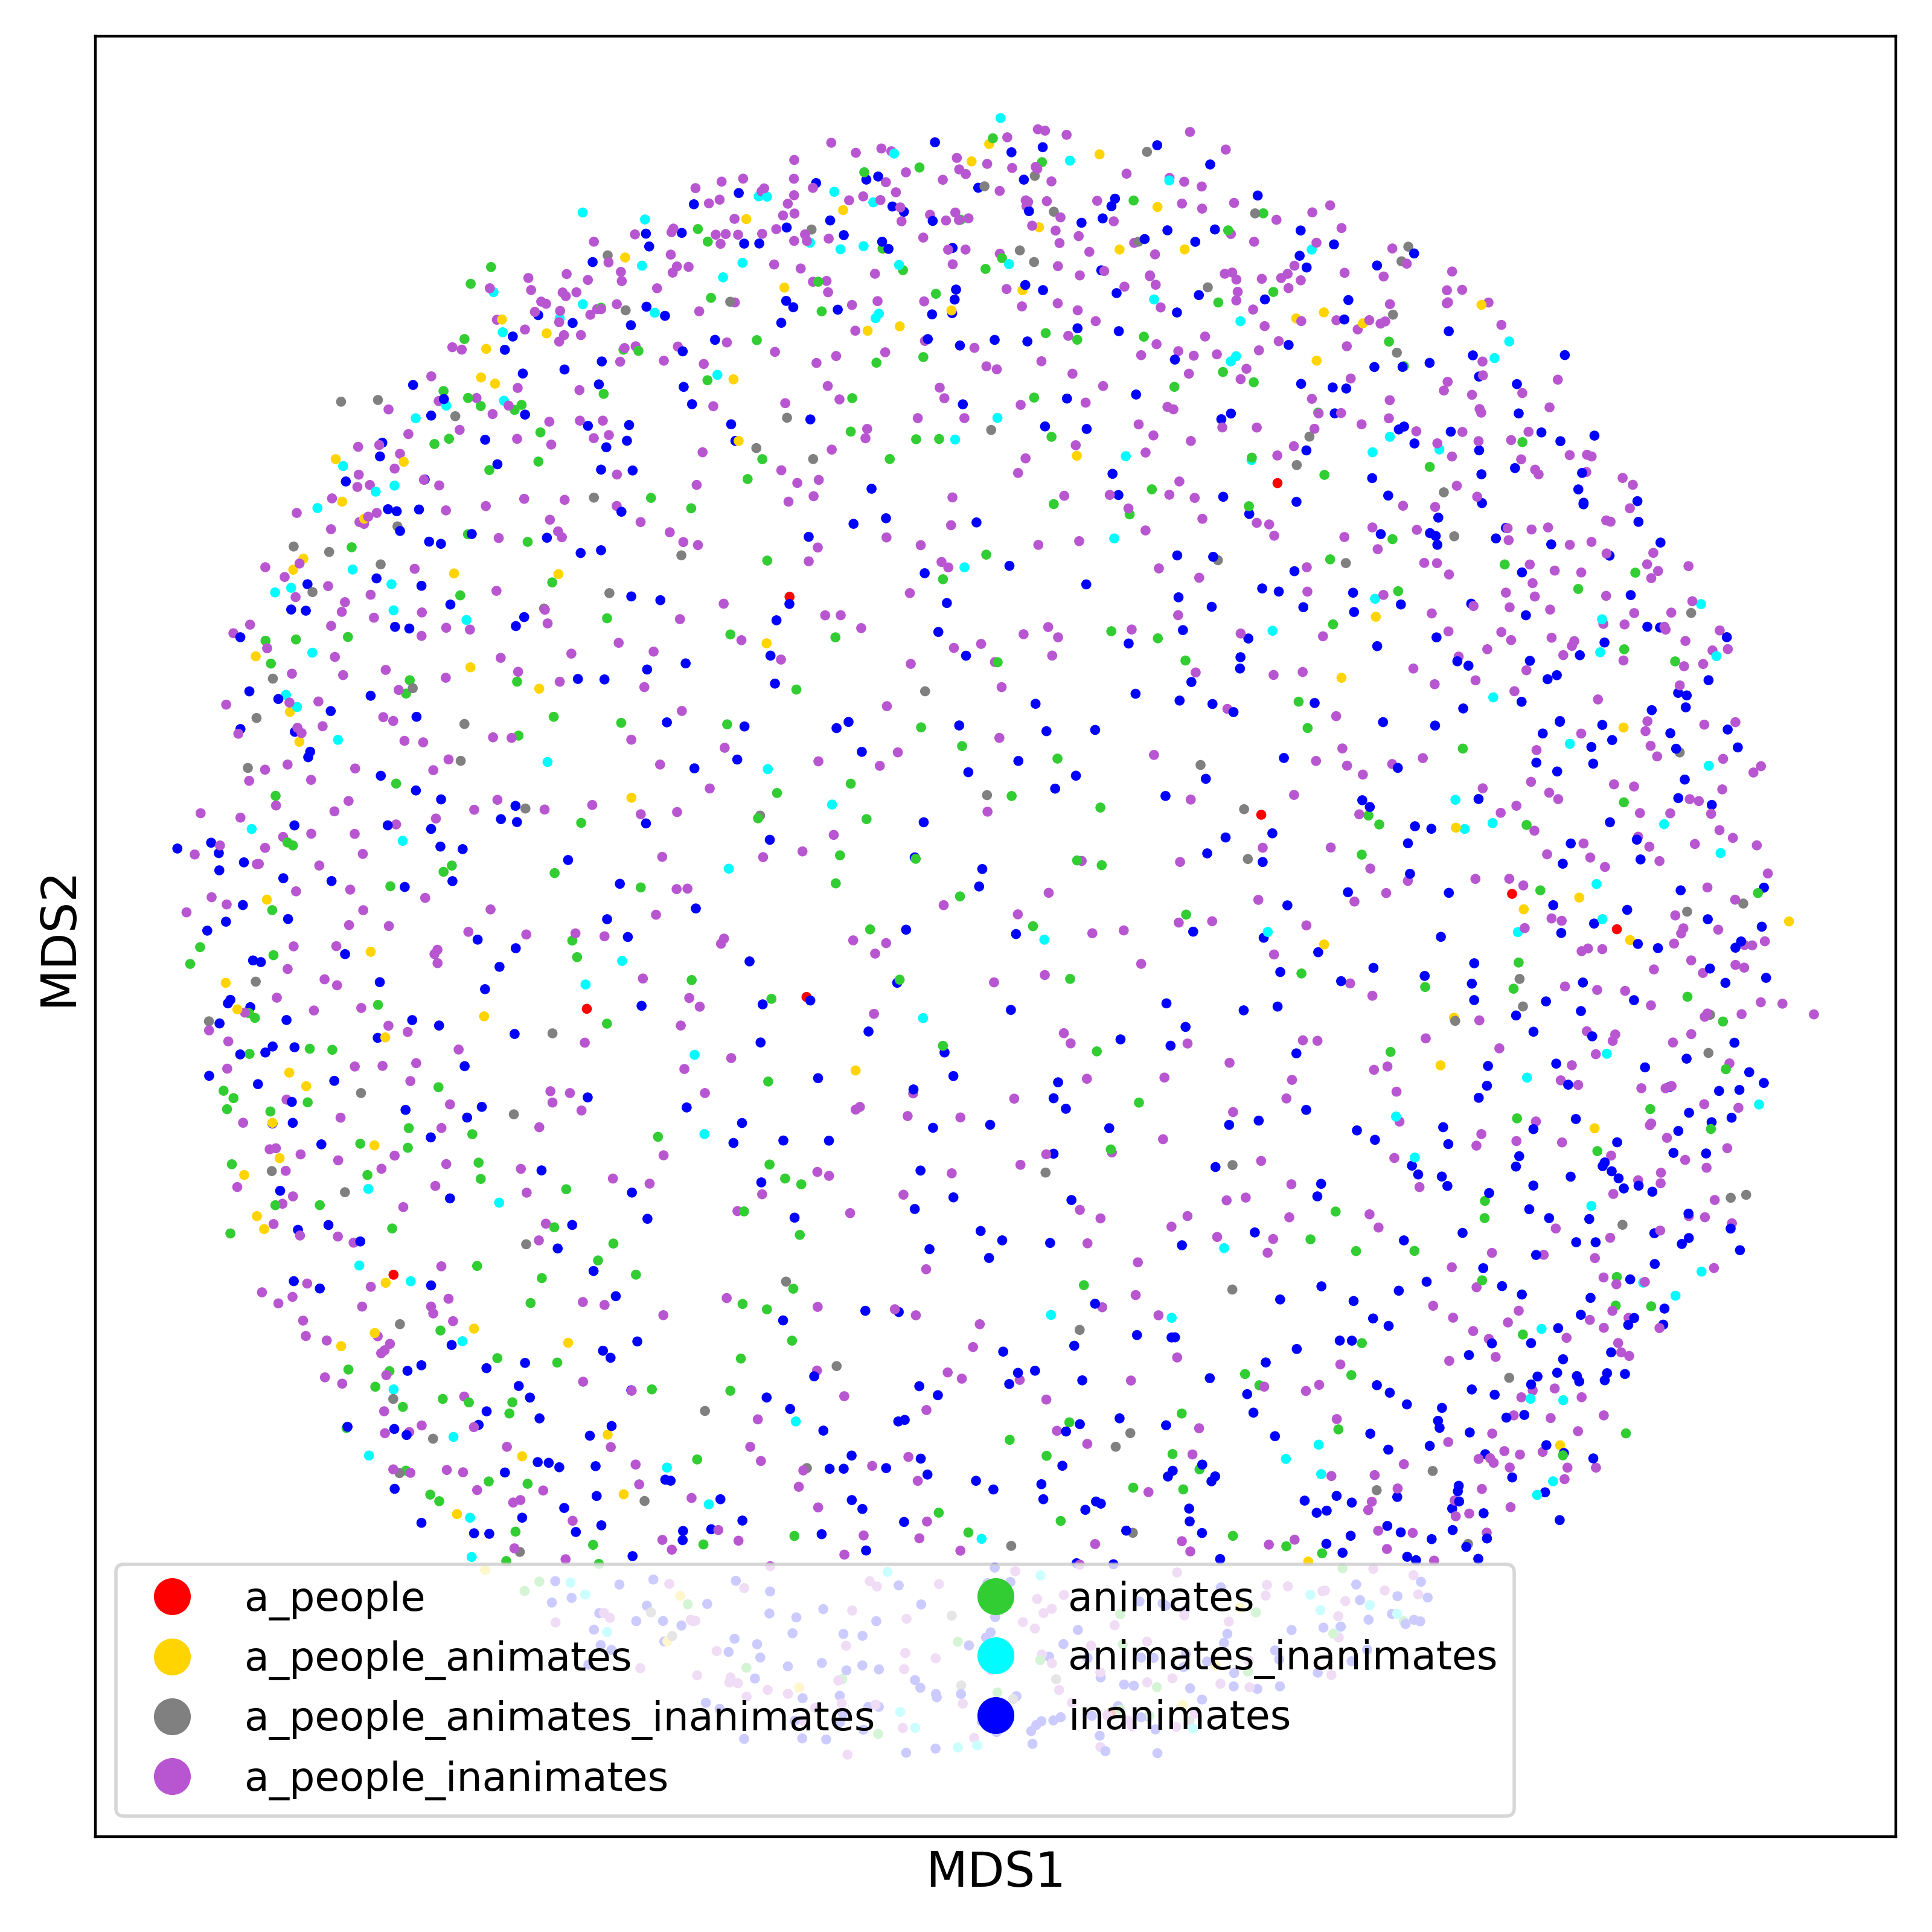 MDS2
a_people
a_people_animates
a_people_animates_inanimates
a_people_inanimates
animates
animates_inanimates
inanimates
MDS1